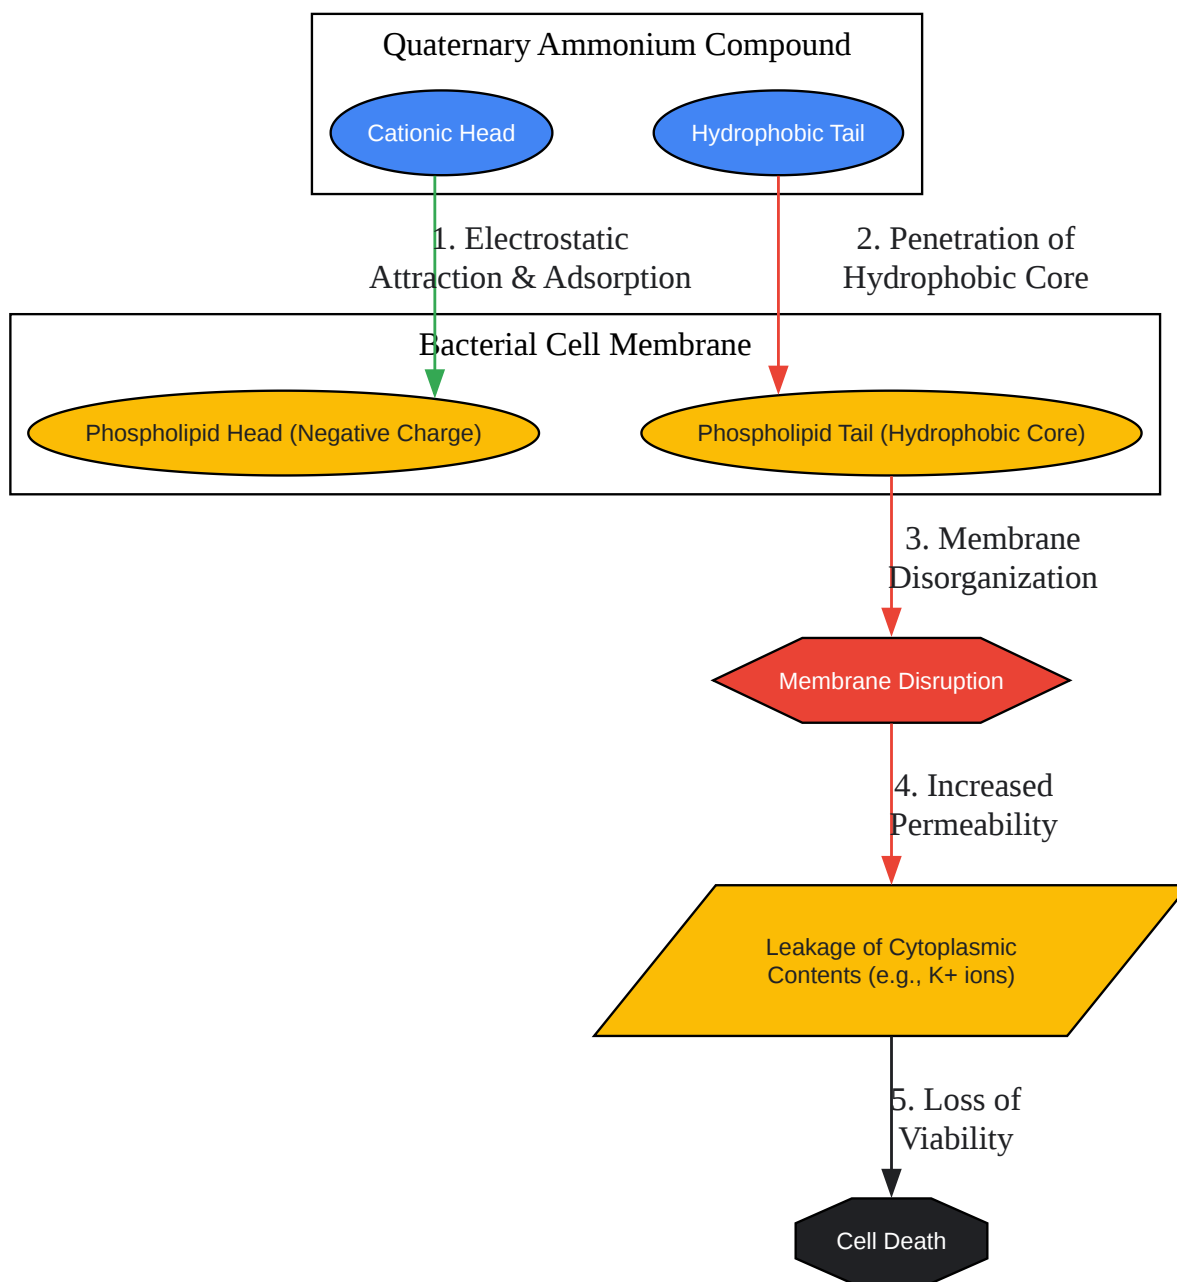 Quaternary Ammonium Compound
Cationic Head
Hydrophobic Tail
1. Electrostatic
Attraction & Adsorption
2. Penetration of
Hydrophobic Core
Bacterial Cell Membrane
Phospholipid Head (Negative Charge)
Phospholipid Tail (Hydrophobic Core)
3. Membrane
Disorganization
Membrane Disruption
4. Increased
Permeability
Leakage of Cytoplasmic
Contents (e.g., K+ ions)
5. Loss of
Viability
Cell Death